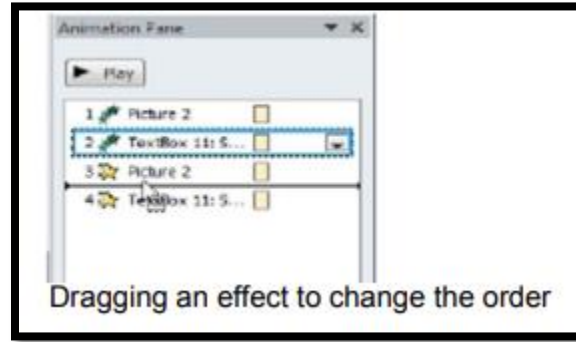 Animation Pane
Play
1 Picture 2
2 TextBox 11: S...
3 Picture 2
4 TextBox 11: S...
Dragging an effect to change the order